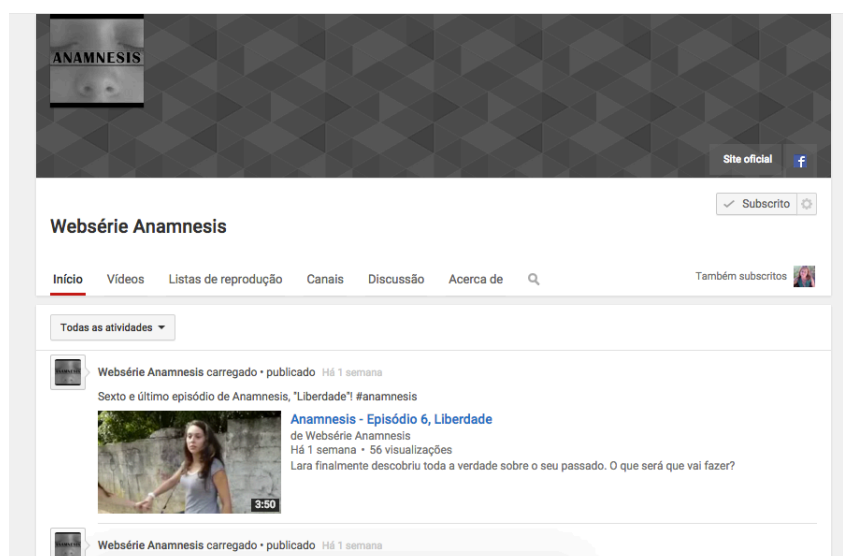 ANAMNESIS
Site oficial
f
Subscrito
Websérie Anamnesis
Início Vídeos Listas de reprodução Canais Discussão Acerca de
Também subscritos
Todas as atividades
Websérie Anamnesis carregado • publicado Há 1 semana
Sexto e último episódio de Anamnesis, "Liberdade"! #anamnesis
Anamnesis - Episódio 6, Liberdade
de Websérie Anamnesis
Há 1 semana • 56 visualizações
Lara finalmente descobriu toda a verdade sobre o seu passado. O que será que vai fazer?
3:50
Websérie Anamnesis carregado • publicado Há 1 semana